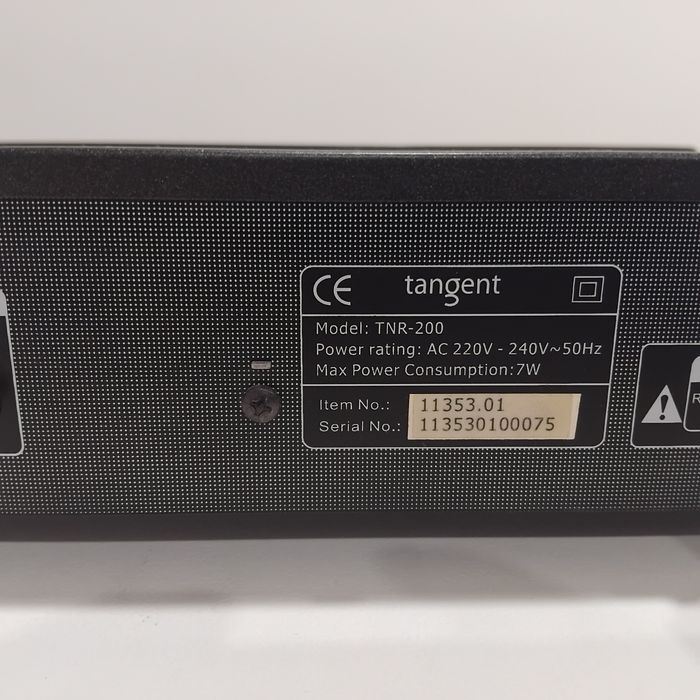 CE tangent
Model: TNR-200
Power rating: AC 220V - 240V~50Hz
Max Power Consumption:7W
Item No.: 11353.01
Serial No.: 113530100075